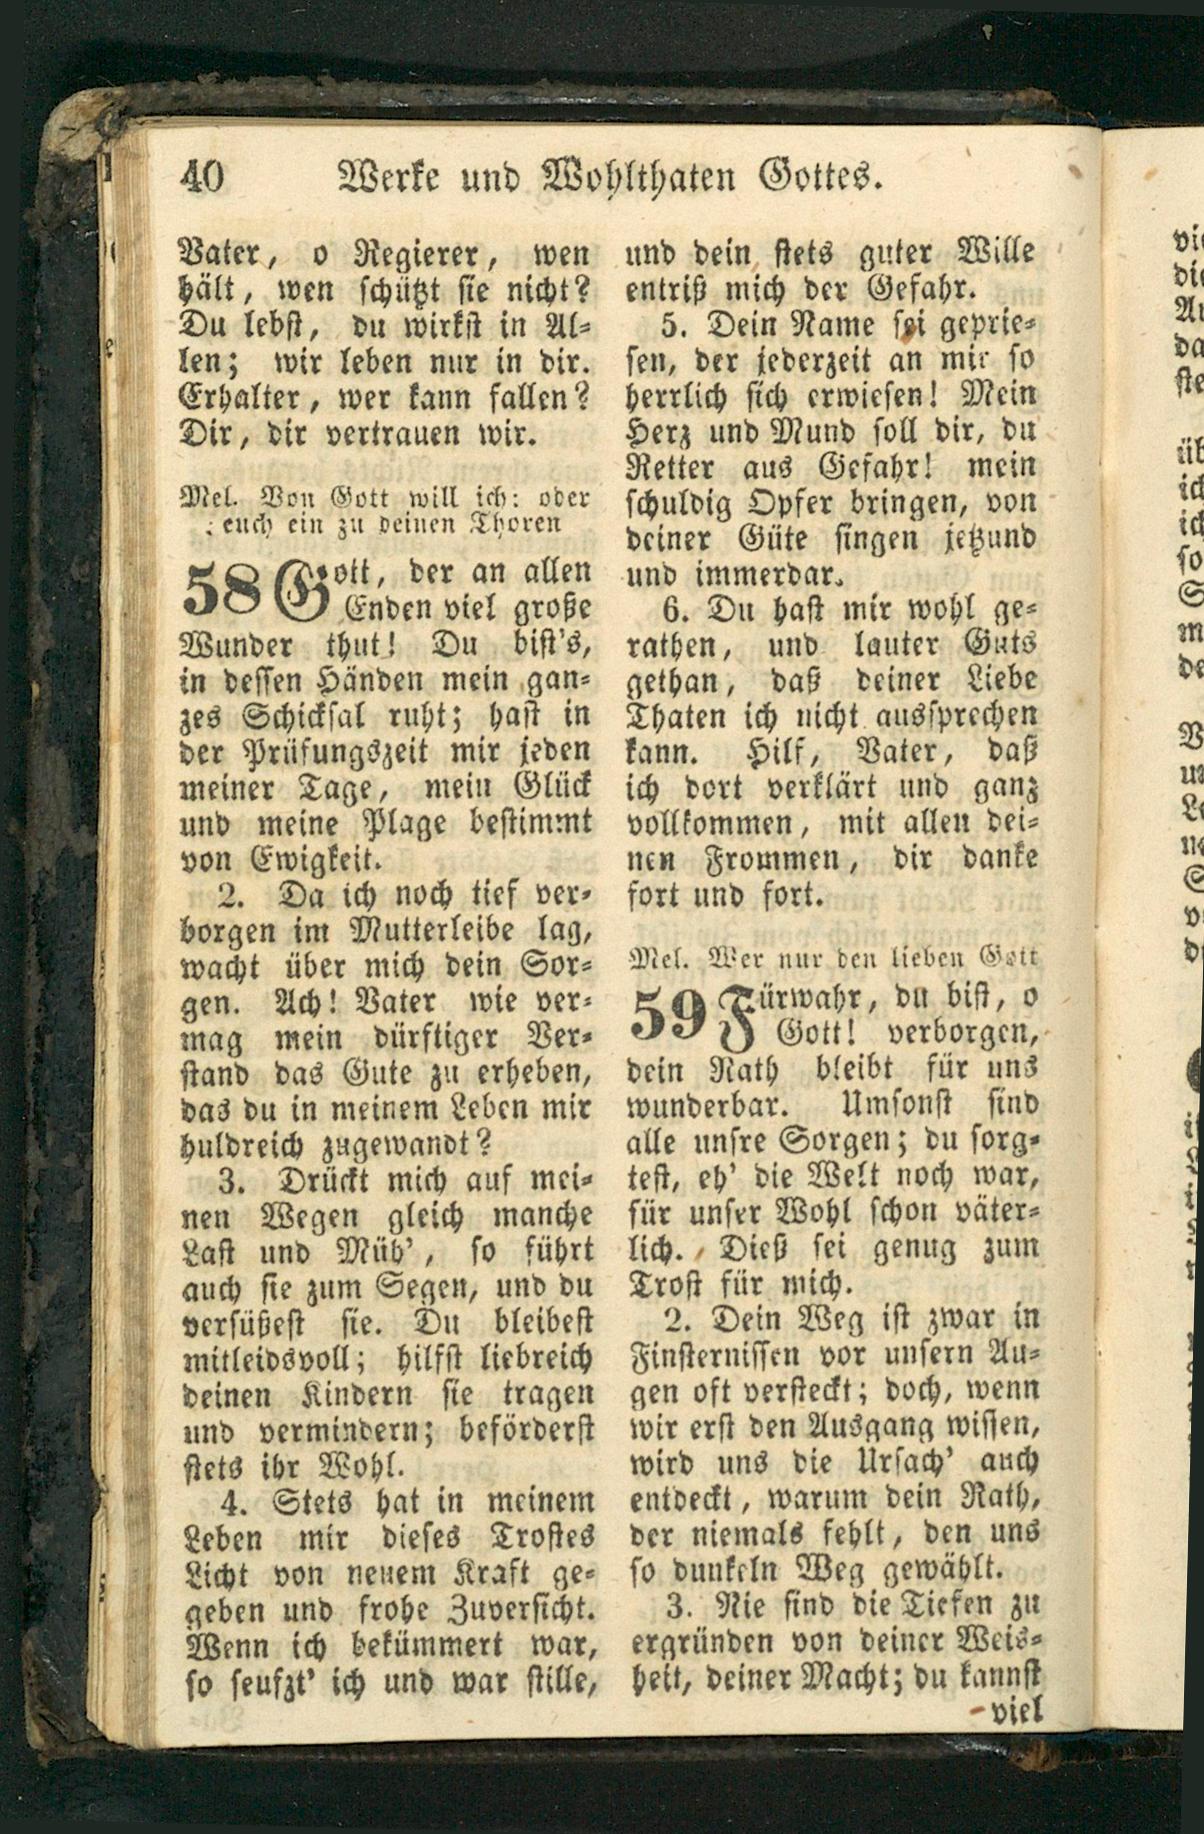 40 Werke und Wohlthaten Gottes.
Vater, o Regierer, wen
hält, wen schützt sie nicht?
Du lebst, du wirkst in Al-
len; wir leben nur in dir.
Erhalter, wer kann fallen?
Dir, dir vertrauen wir.
Mel. Von Gott will ich: oder
euch ein zu deinen Thoren
58 Gott, der an allen
Enden viel große
Wunder thut! Du bist's,
in dessen Händen mein gan-
zes Schicksal ruht; hast in
der Prüfungszeit mir jeden
meiner Tage, mein Glück
und meine Plage bestimmt
von Ewigkeit.
2. Da ich noch tief ver-
borgen im Mutterleibe lag,
wacht über mich dein Sor-
gen. Ach! Vater wie ver-
mag mein dürftiger Ver-
stand das Gute zu erheben,
das du in meinem Leben mir
huldreich zugewandt?
3. Drückt mich auf mei-
nen Wegen gleich manche
Last und Müh', so führt
auch sie zum Segen, und du
versüßest sie. Du bleibest
mitleidsvoll; hilfst liebreich
deinen Kindern sie tragen
und vermindern; beförderst
stets ihr Wohl.
4. Stets hat in meinem
Leben mir dieses Trostes
Licht von neuem Kraft ge-
geben und frohe Zuversicht.
Wenn ich bekümmert war,
so seufzt' ich und war stille,
und dein stets guter Wille
entriß mich der Gefahr.
5. Dein Name sei geprie-
sen, der jederzeit an mir so
herrlich sich erwiesen! Mein
Herz und Mund soll dir, du
Retter aus Gefahr! mein
schuldig Opfer bringen, von
deiner Güte singen jetzund
und immerdar.
6. Du hast mir wohl ge-
rathen, und lauter Guts
gethan, daß deiner Liebe
Thaten ich nicht aussprechen
kann. Hilf, Vater, daß
ich dort verklärt und ganz
vollkommen, mit allen dei-
nen Frommen, dir danke
fort und fort.
Mel. Wer nur den lieben Gott
59 Fürwahr, du bist, o
Gott! verborgen,
dein Rath bleibt für uns
wunderbar. Umsonst sind
alle unsre Sorgen; du sorg-
test, eh' die Welt noch war,
für unser Wohl schon väter-
lich. Dieß sei genug zum
Trost für mich.
2. Dein Weg ist zwar in
Finsternissen vor unsern Au-
gen oft versteckt; doch, wenn
wir erst den Ausgang wissen,
wird uns die Ursach' auch
entdeckt, warum dein Rath,
der niemals fehlt, den uns
so dunkeln Weg gewählt.
3. Nie sind die Tiefen zu
ergründen von deiner Weis-
heit, deiner Macht; du kannst
viel